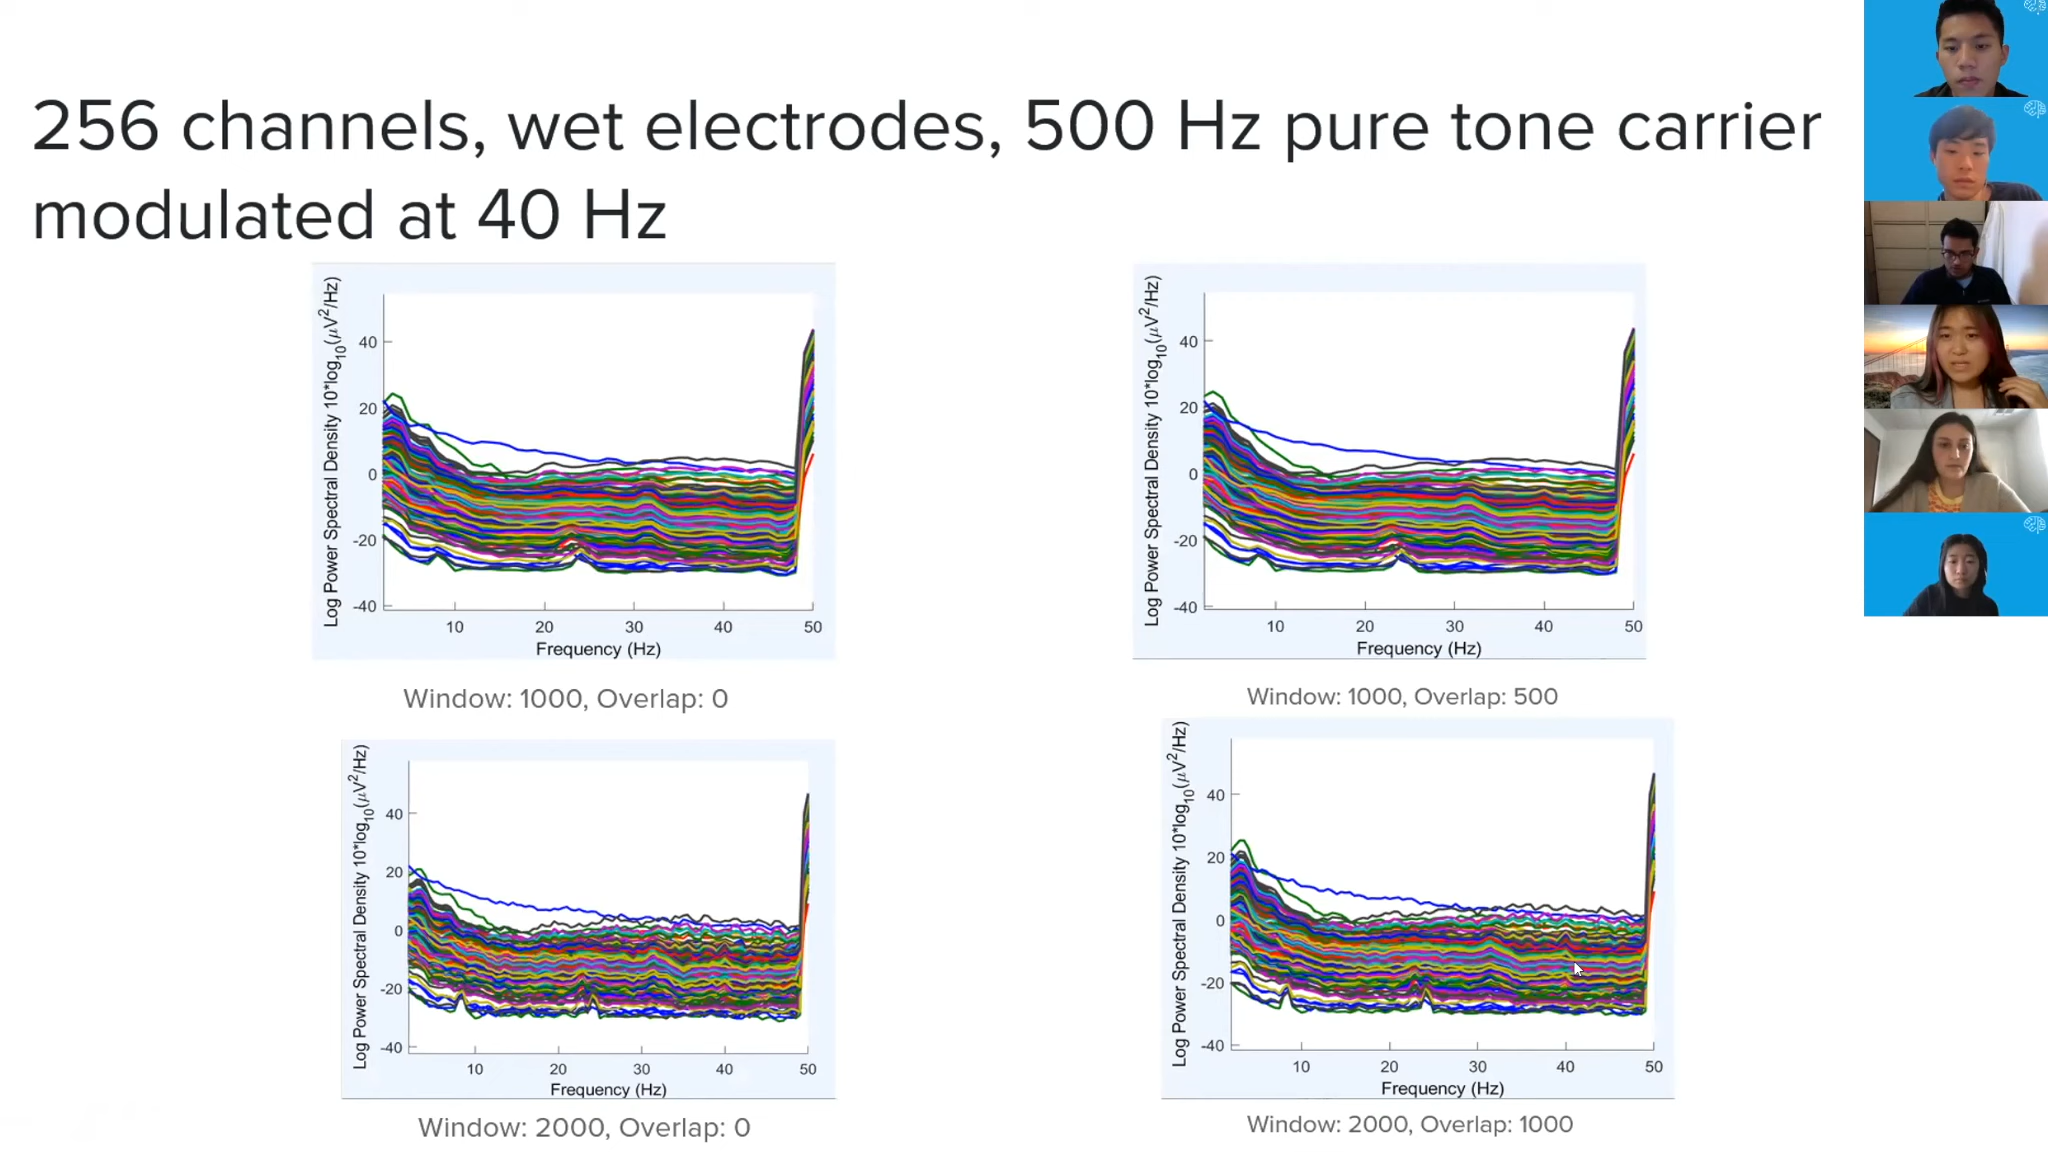 256 channels, wet electrodes, 500 Hz pure tone carrier
modulated at 40 Hz
Log Power Spectral Density 10*log10(μV2/Hz)
40
20
0
-20
-40
10 20 30 40 50
Frequency (Hz)
Window: 1000, Overlap: 0
Log Power Spectral Density 10*log10(μV2/Hz)
40
20
0
-20
-40
10 20 30 40 50
Frequency (Hz)
Window: 1000, Overlap: 500
Log Power Spectral Density 10*log10(μV2/Hz)
40
20
0
-20
-40
10 20 30 40 50
Frequency (Hz)
Window: 2000, Overlap: 0
Log Power Spectral Density 10*log10(μV2/Hz)
40
20
0
-20
-40
10 20 30 40 50
Frequency (Hz)
Window: 2000, Overlap: 1000